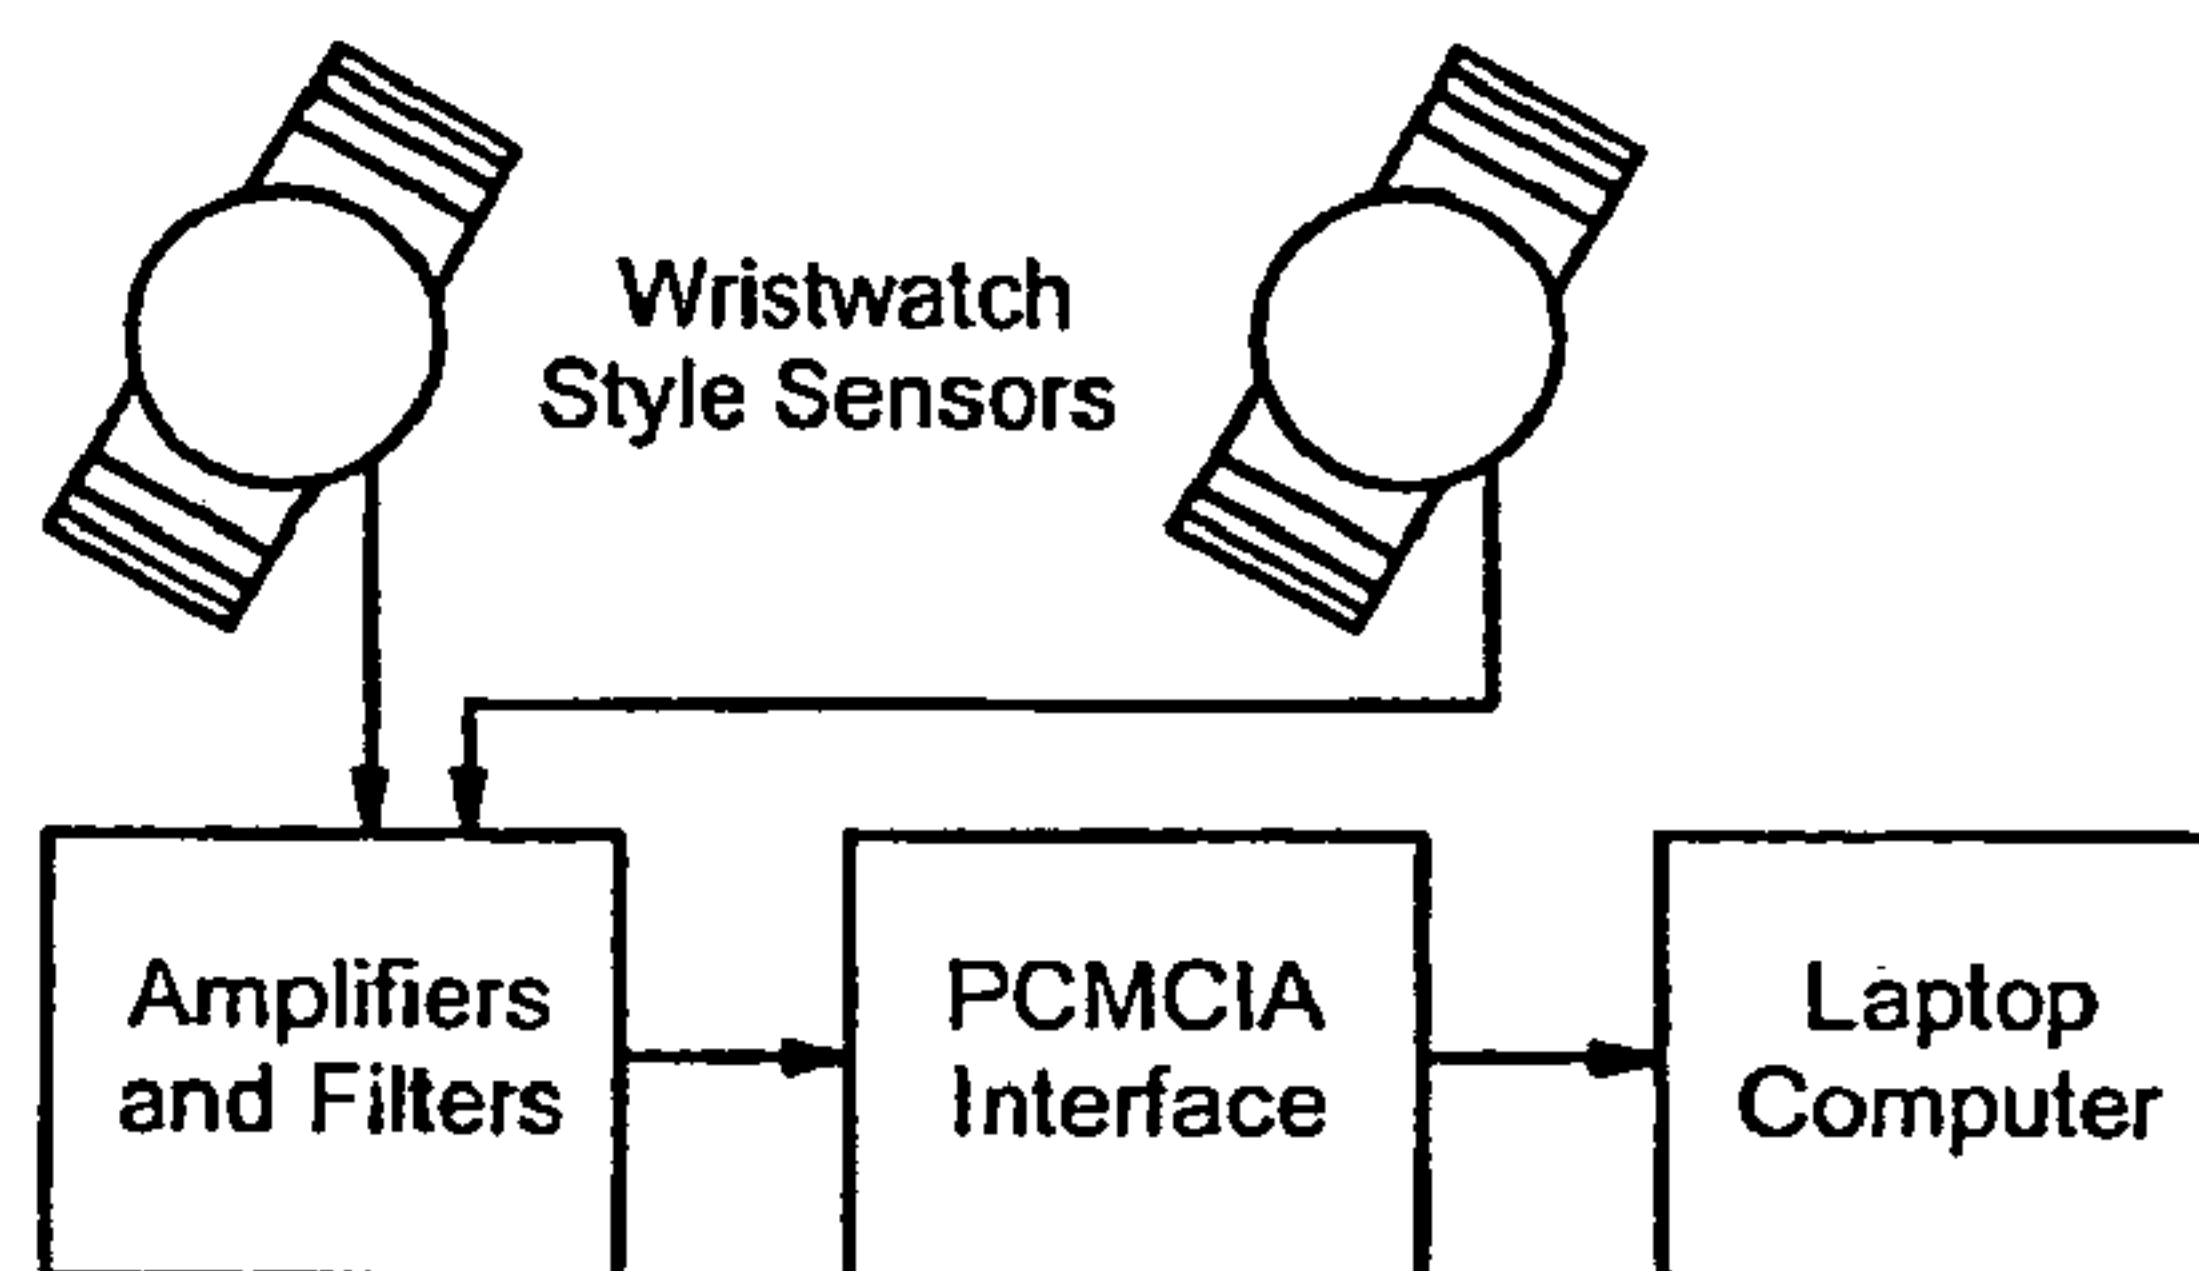 Wristwatch
Style Sensors
Amplifiers
and Filters
PCMCIA
Interface
Laptop
Computer